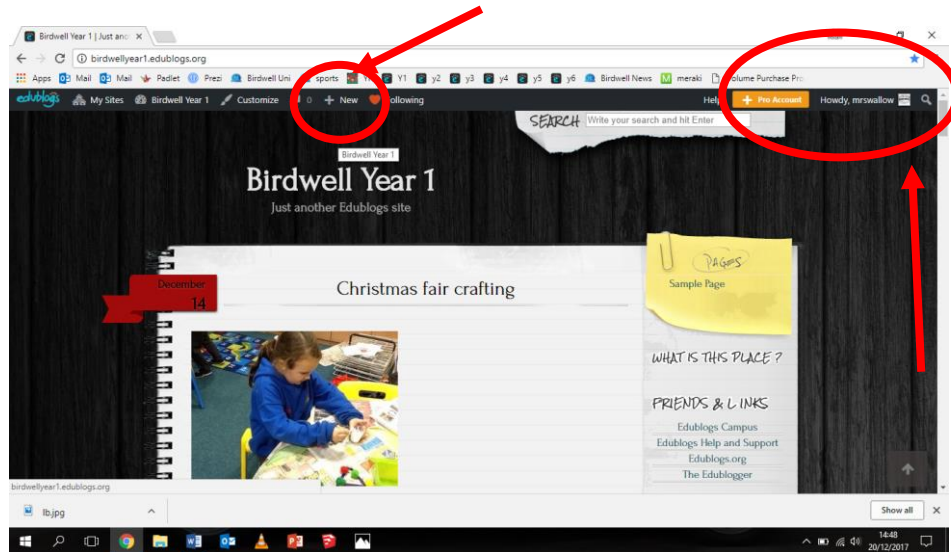 Birdwell Year 1 | Just ano
birdwellyear1.edublogs.org
Apps Mail Mail Padlet Prezi Birdwell Uni sports Y1 y2 y3 y4 y5 y6 Birdwell News meraki Volume Purchase Pro
edublogs My Sites Birdwell Year 1 Customize 0 + New Following Help + Pro Account Howdy, mrswallow
SEARCH Write your search and hit Enter
Birdwell Year 1
Birdwell Year 1
Just another Edublogs site
PAGES
Sample Page
December
14
Christmas fair crafting
WHAT IS THIS PLACE ?
FRIENDS & LINKS
Edublogs Campus
Edublogs Help and Support
Edublogs.org
The Edublogger
birdwellyear1.edublogs.org
lb.jpg
Show all
14:48
20/12/2017